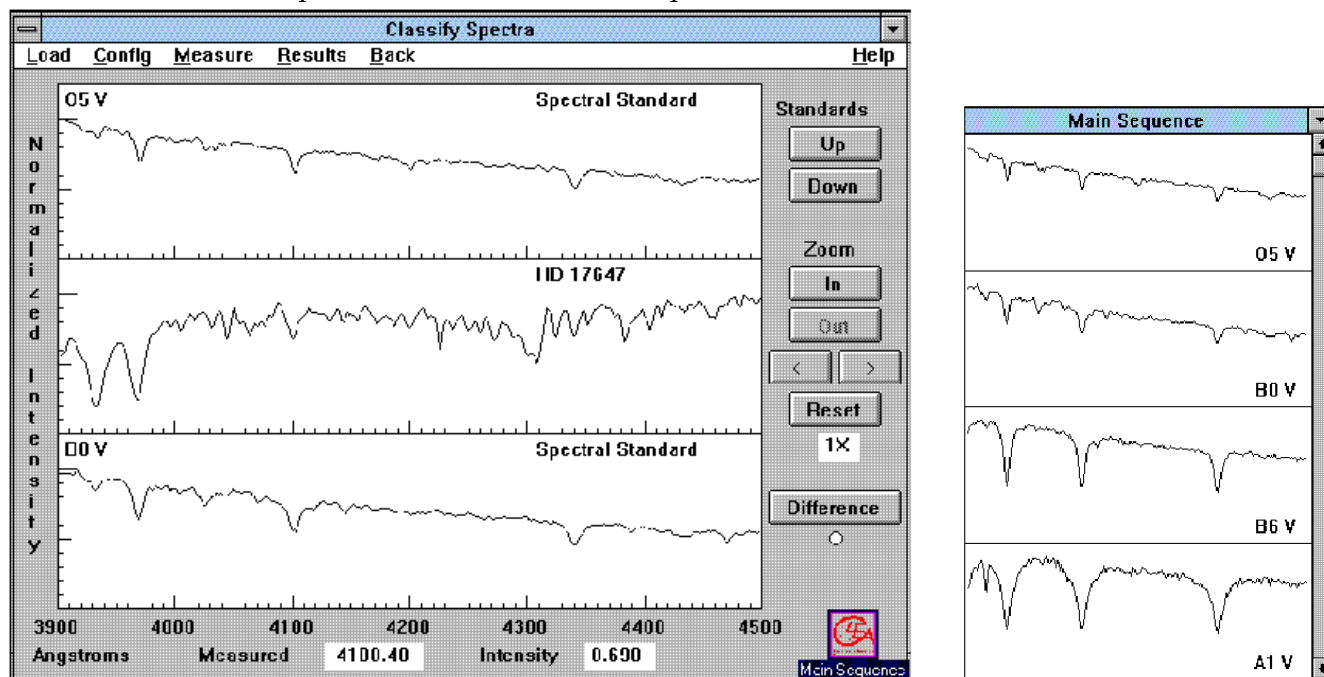 Classify Spectra
Load Config Measure Results Back Help
O5 V Spectral Standard
Standards
Up
Down
Normalized Intensity
Zoom
In
Out
< >
Reset
1X
HD 17647
B0 V Spectral Standard
Difference
3900 4000 4100 4200 4300 4400 4500
Angstroms Measured 4100.40 Intensity 0.690
Main Sequence
Main Sequence
O5 V
B0 V
B6 V
A1 V